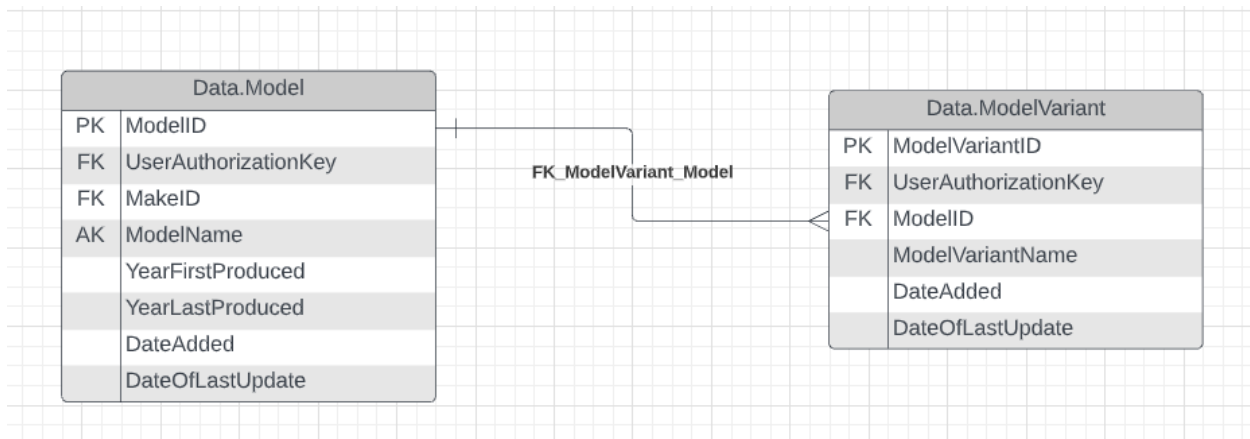 Data.Model
PK ModelID
FK UserAuthorizationKey
FK MakeID
AK ModelName
YearFirstProduced
YearLastProduced
DateAdded
DateOfLastUpdate
FK_ModelVariant_Model
Data.ModelVariant
PK ModelVariantID
FK UserAuthorizationKey
FK ModelID
ModelVariantName
DateAdded
DateOfLastUpdate